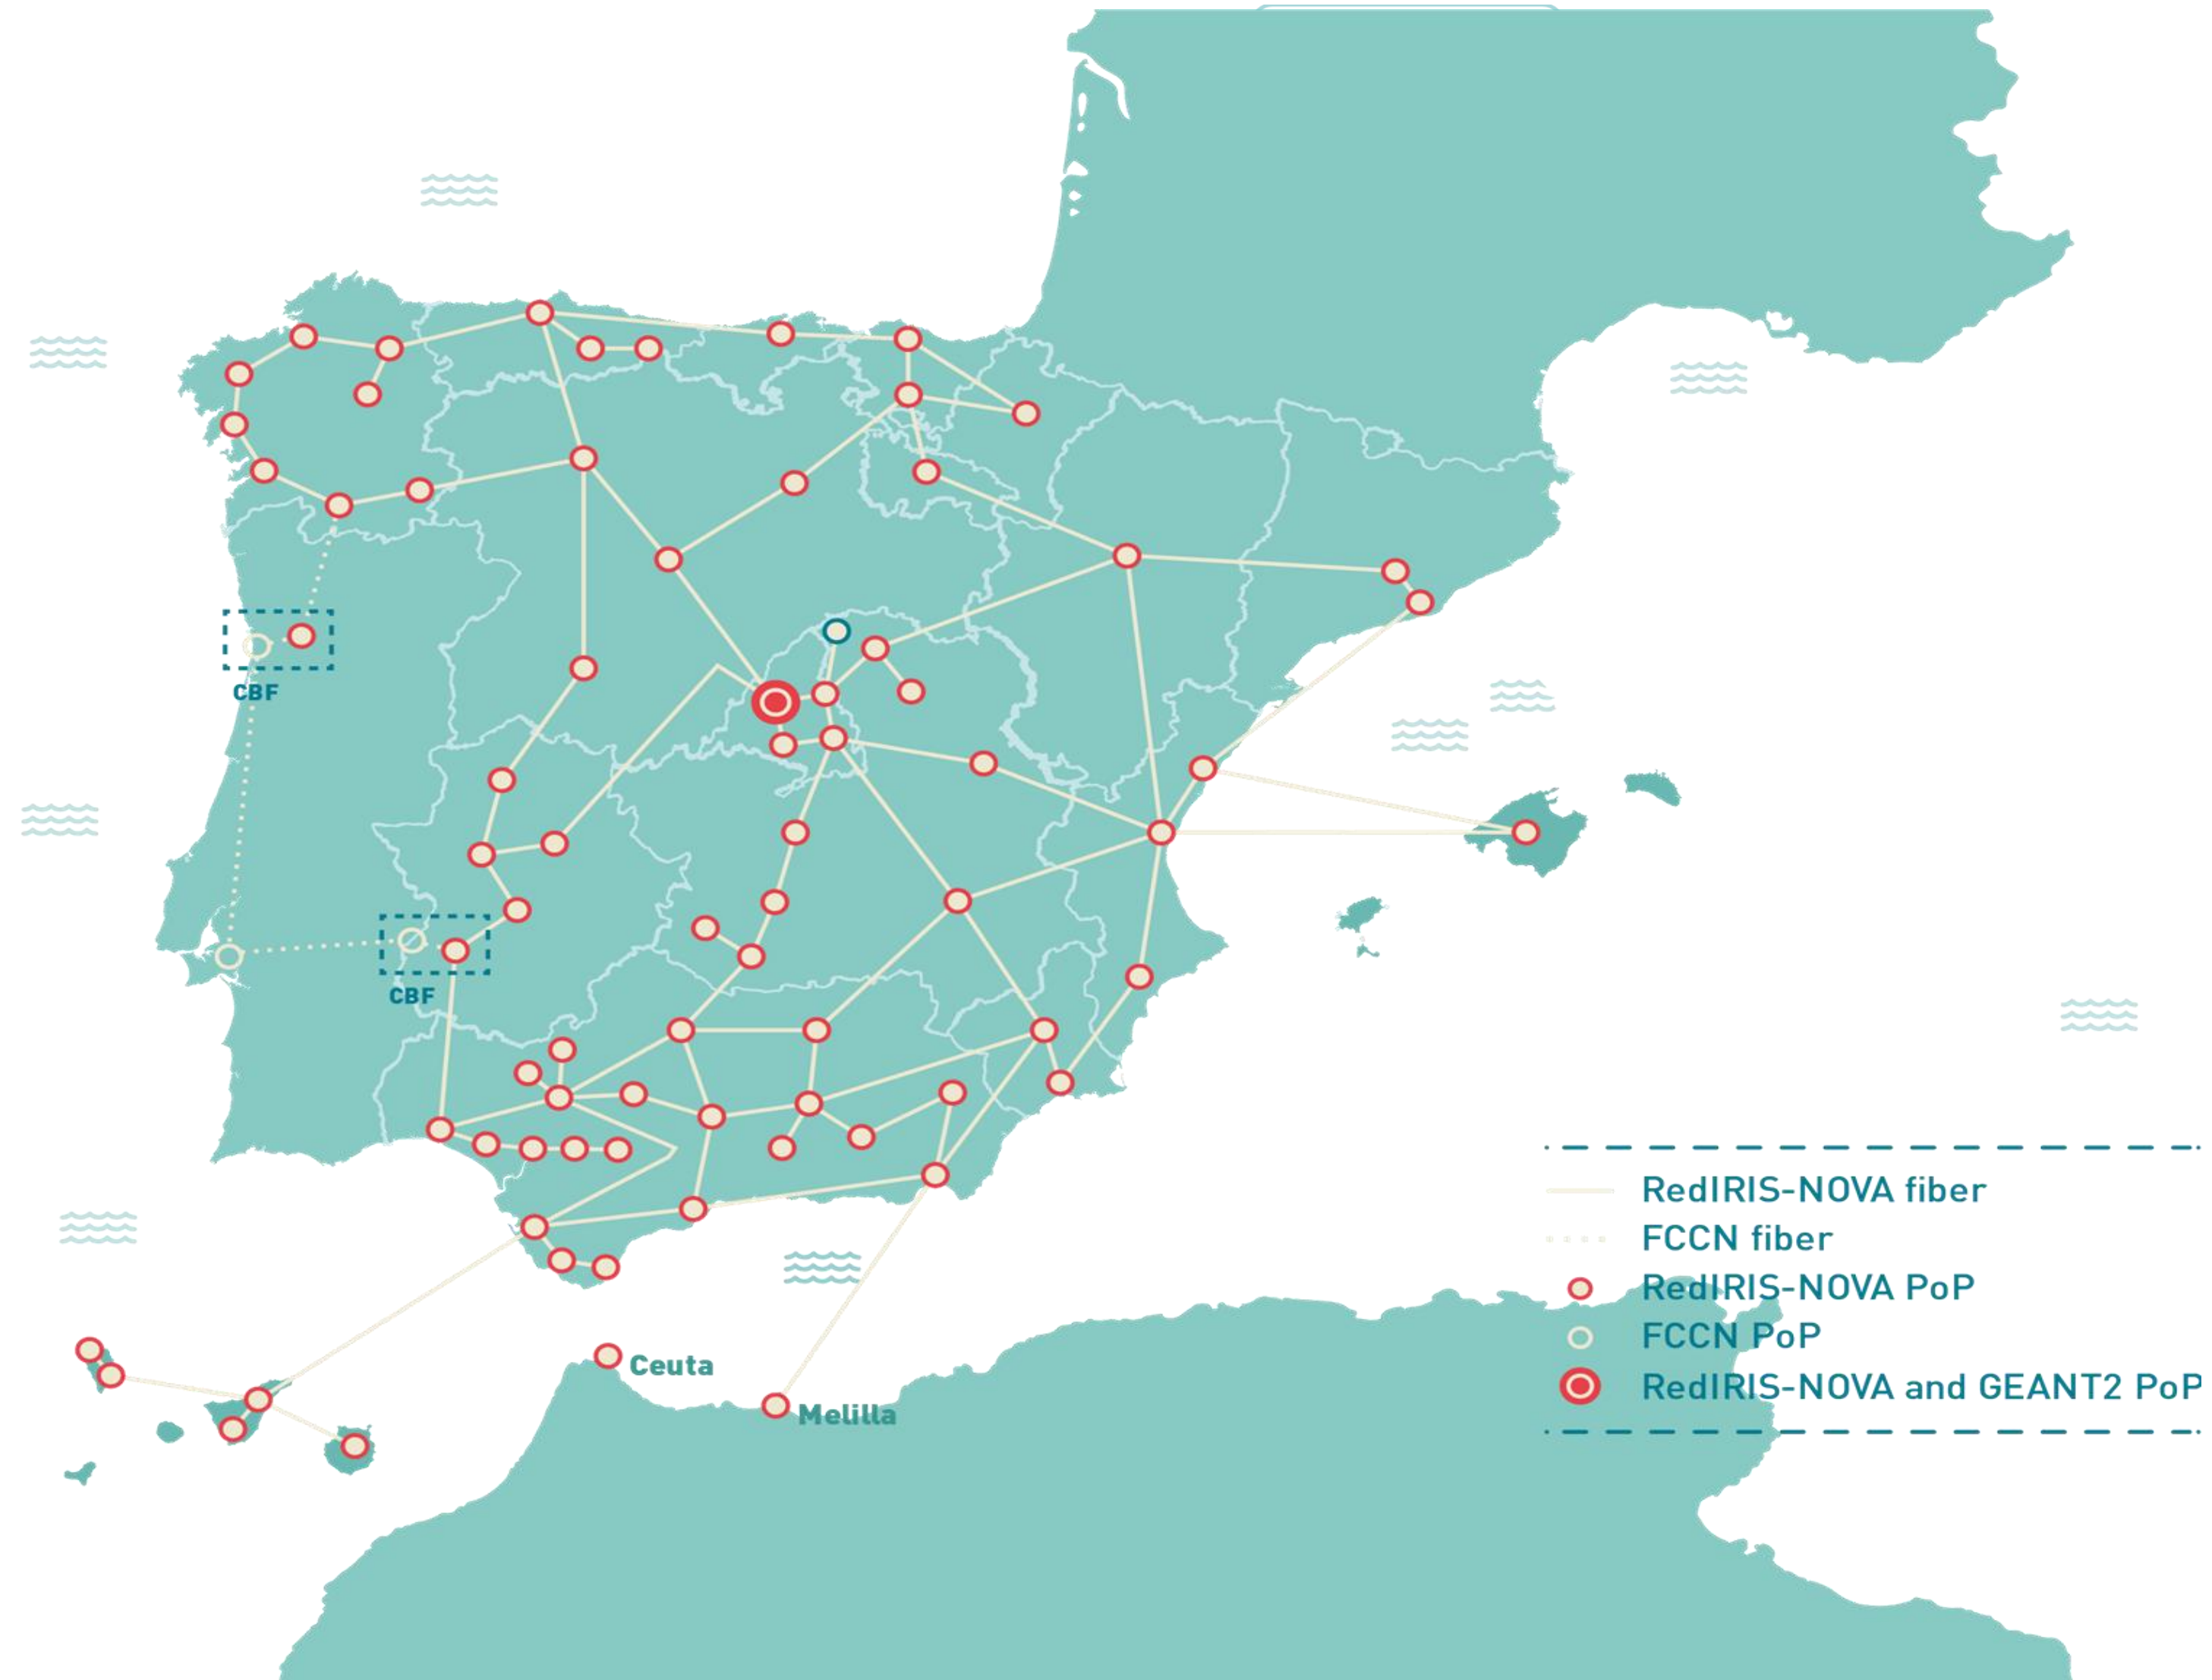 CBF
CBF
Ceuta
Melilla
RedIRIS-NOVA fiber
FCCN fiber
RedIRIS-NOVA PoP
FCCN PoP
RedIRIS-NOVA and GEANT2 PoP